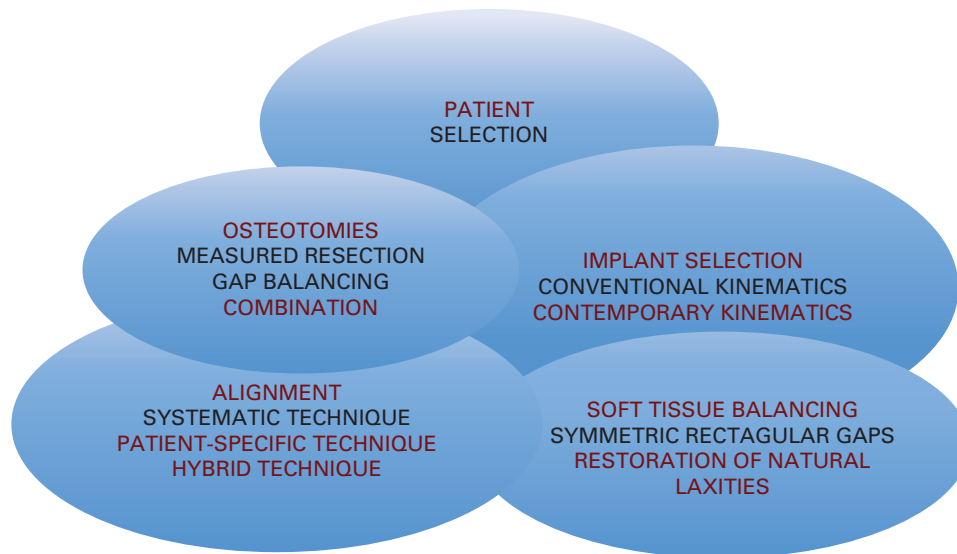 PATIENT
SELECTION
OSTEOTOMIES
MEASURED RESECTION
GAP BALANCING
COMBINATION
IMPLANT SELECTION
CONVENTIONAL KINEMATICS
CONTEMPORARY KINEMATICS
ALIGNMENT
SYSTEMATIC TECHNIQUE
PATIENT-SPECIFIC TECHNIQUE
HYBRID TECHNIQUE
SOFT TISSUE BALANCING
SYMMETRIC RECTAGULAR GAPS
RESTORATION OF NATURAL
LAXITIES